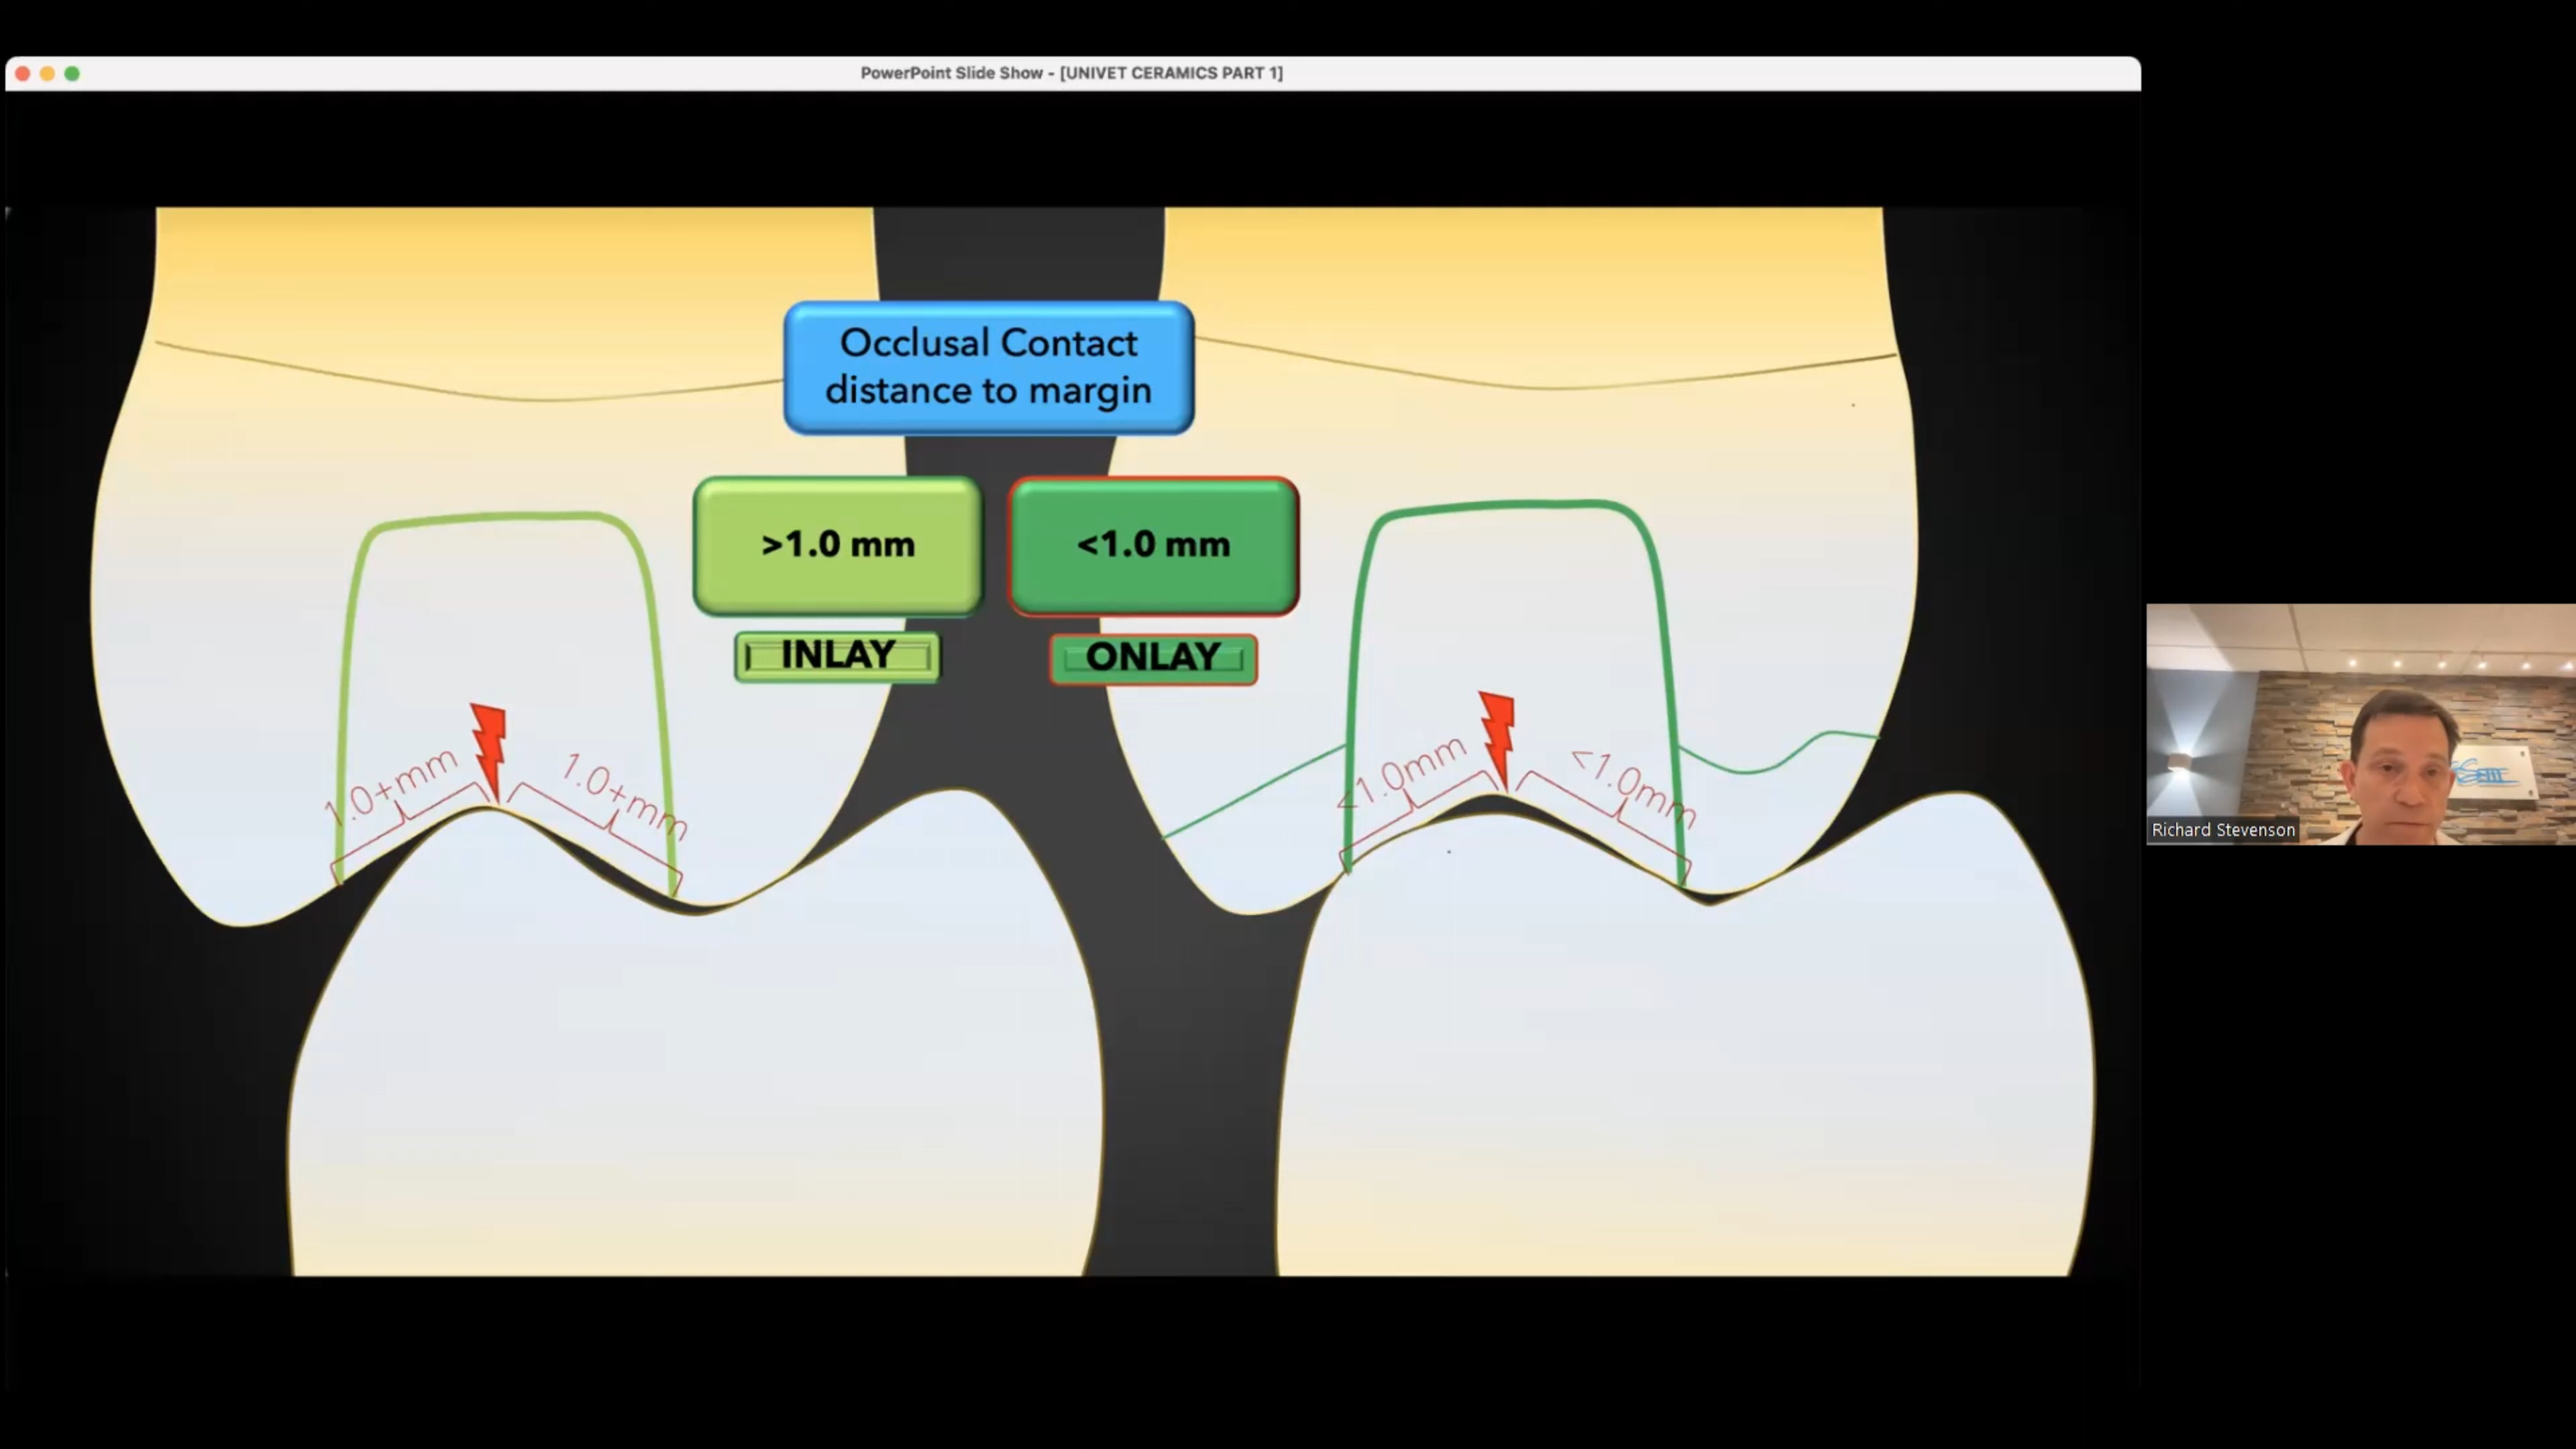 PowerPoint Slide Show - [UNIVET CERAMICS PART 1]
Occlusal Contact
distance to margin
>1.0 mm
<1.0 mm
INLAY
ONLAY
1.0+mm
1.0+mm
<1.0mm
<1.0mm
Richard Stevenson